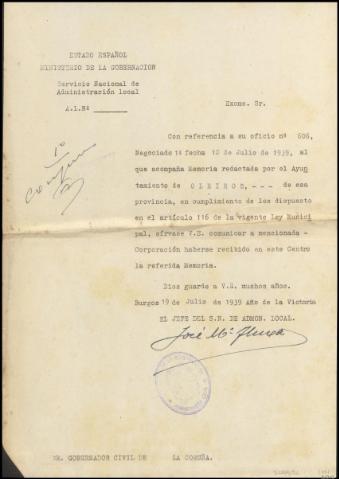 ESTADO ESPAÑOL
MINISTERIO DE LA GOBERNACION
Servicio Nacional de
Administración local
A.L.Nª
Excmo. Sr.
Con referencia a su oficio nº 606,
Negociado 1ª fecha 12 de Julio de 1939, al
que acompaña Memoria redactada por el Ayun
tamiento de OLEIROS, --- de esa
provincia, en cumplimiento de los dispuesto
en el artículo 116 de la vigente Ley Munici
pal, sírvase V.E. comunicar a mencionada -
Corporación haberse recibido en este Centro
la referida Memoria.
Dios guarde a V.E. muchos años.
Burgos 19 de Julio de 1939 Año de la Victoria
EL JEFE DEL S.N. DE ADMON. LOCAL.
José Mª
SR. GOBERNADOR CIVIL DE LA CORUÑA.